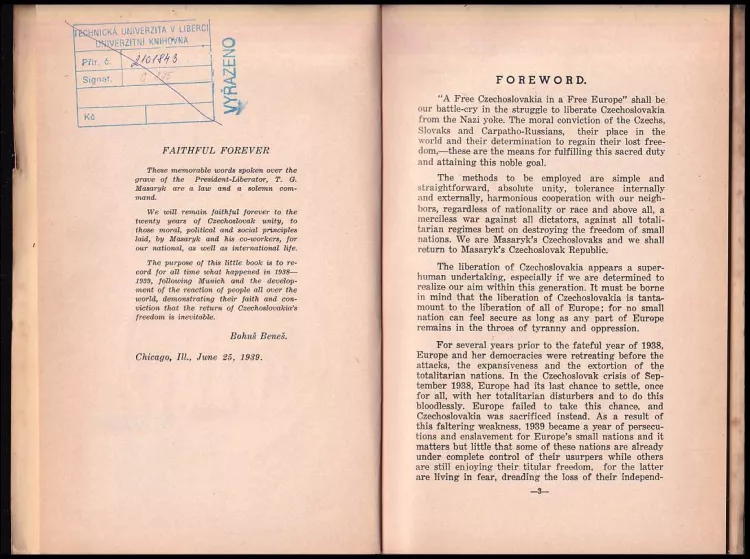 TECHNICKÁ UNIVERZITA V LIBERCI
UNIVERZITNÍ KNIHOVNA
Přír. č. 2101843
Signat.
Kč
VYŘAZENO
FAITHFUL FOREVER
These memorable words spoken over the
grave of the President-Liberator, T. G.
Masaryk are a law and a solemn com-
mand.
We will remain faithful forever to the
twenty years of Czechoslovak unity, to
those moral, political and social principles
laid, by Masaryk and his co-workers, for
our national, as well as international life.
The purpose of this little book is to re-
cord for all time what happened in 1938—
1939, following Munich and the develop-
ment of the reaction of people all over the
world, demonstrating their faith and con-
viction that the return of Czechoslovakia's
freedom is inevitable.
Bohuš Beneš.
Chicago, Ill., June 25, 1939.
FOREWORD.
"A Free Czechoslovakia in a Free Europe" shall be
our battle-cry in the struggle to liberate Czechoslovakia
from the Nazi yoke. The moral conviction of the Czechs,
Slovaks and Carpatho-Russians, their place in the
world and their determination to regain their lost free-
dom,—these are the means for fulfilling this sacred duty
and attaining this noble goal.
The methods to be employed are simple and
straightforward, absolute unity, tolerance internally
and externally, harmonious cooperation with our neigh-
bors, regardless of nationality or race and above all, a
merciless war against all dictators, against all totali-
tarian regimes bent on destroying the freedom of small
nations. We are Masaryk's Czechoslovaks and we shall
return to Masaryk's Czechoslovak Republic.
The liberation of Czechoslovakia appears a super-
human undertaking, especially if we are determined to
realize our aim within this generation. It must be borne
in mind that the liberation of Czechoslovakia is tanta-
mount to the liberation of all of Europe; for no small
nation can feel secure as long as any part of Europe
remains in the throes of tyranny and oppression.
For several years prior to the fateful year of 1938,
Europe and her democracies were retreating before the
attacks, the expansiveness and the extortion of the
totalitarian nations. In the Czechoslovak crisis of Sep-
tember 1938, Europe had its last chance to settle, once
for all, with her totalitarian disturbers and to do this
bloodlessly. Europe failed to take this chance, and
Czechoslovakia was sacrificed instead. As a result of
this faltering weakness, 1939 became a year of persecu-
tions and enslavement for Europe's small nations and it
matters but little that some of these nations are already
under complete control of their usurpers while others
are still enjoying their titular freedom, for the latter
are living in fear, dreading the loss of their independ-
—3—